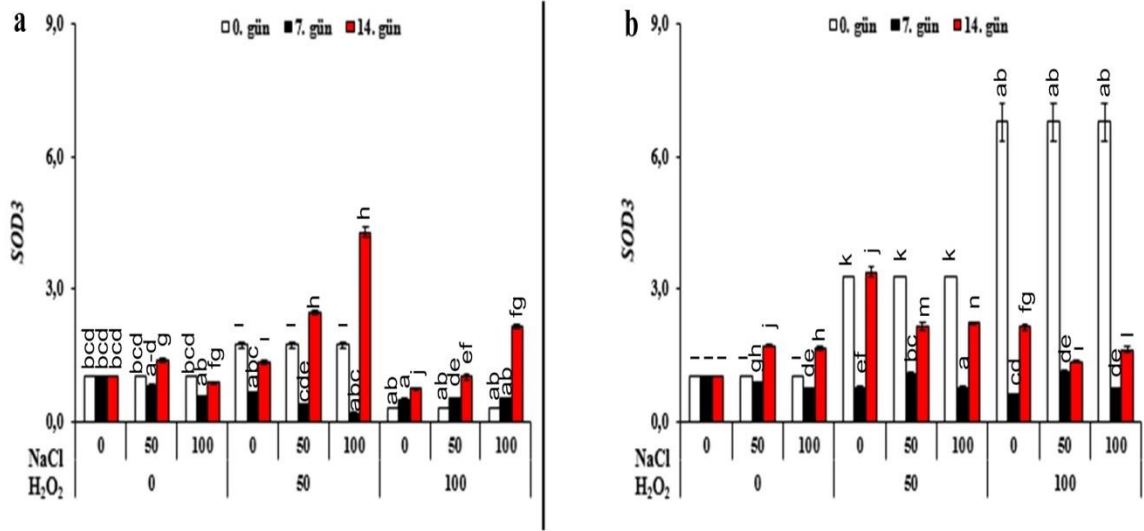 a
9,0
0. gün 7. gün 14. gün
6,0
SOD3
3,0
0,0
bcd bcd bcd bcd a-d g bcd ab fg ı abc ı ı cde h ı abc h ab a j ab de ef ab ab fg
NaCl 0 50 100 0 50 100 0 50 100
H₂O₂ 0 50 100
b
9,0
0. gün 7. gün 14. gün
6,0
SOD3
3,0
0,0
gh j de h k ef j k bc m k a n ab cd fg ab de ab de
NaCl 0 50 100 0 50 100 0 50 100
H₂O₂ 0 50 100